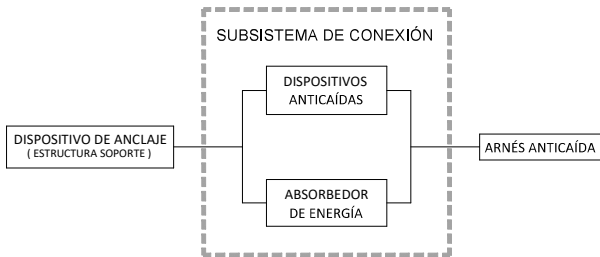 SUBSISTEMA DE CONEXIÓN
DISPOSITIVOS
ANTICAÍDAS
DISPOSITIVO DE ANCLAJE
( ESTRUCTURA SOPORTE )
ARNÉS ANTICAÍDA
ABSORBEDOR
DE ENERGÍA